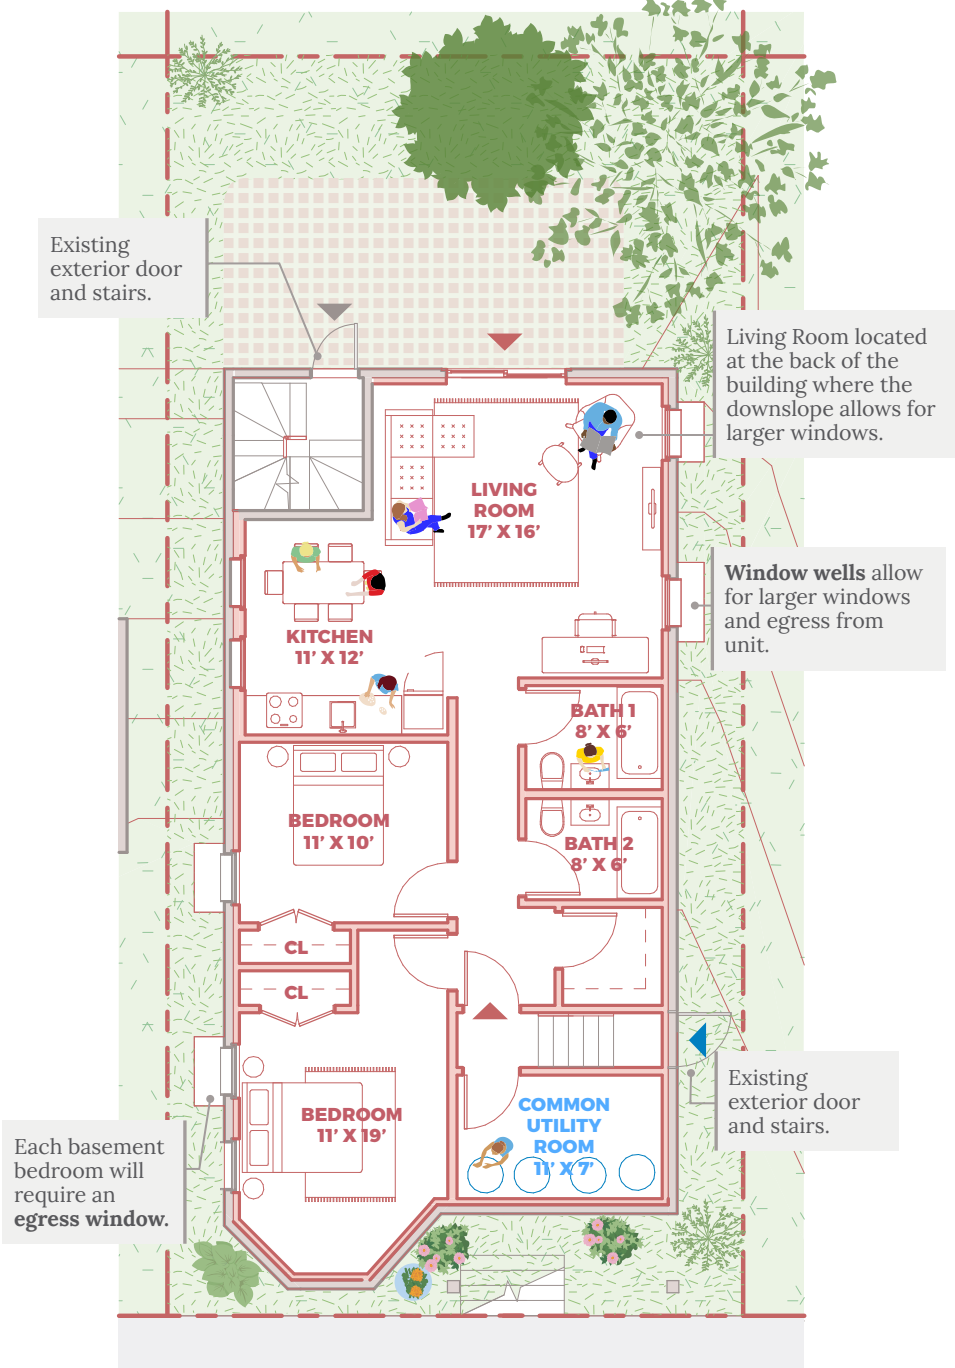 Existing
exterior door
and stairs.
Living Room located
at the back of the
building where the
downslope allows for
larger windows.
LIVING
ROOM
17’ X 16’
Window wells allow
for larger windows
and egress from
unit.
KITCHEN
11’ X 12’
BATH 1
8’ X 6’
BEDROOM
11’ X 10’
BATH 2
8’ X 6’
CL
CL
Existing
exterior door
and stairs.
BEDROOM
11’ X 19’
COMMON
UTILITY
ROOM
11’ X 7’
Each basement
bedroom will
require an
egress window.